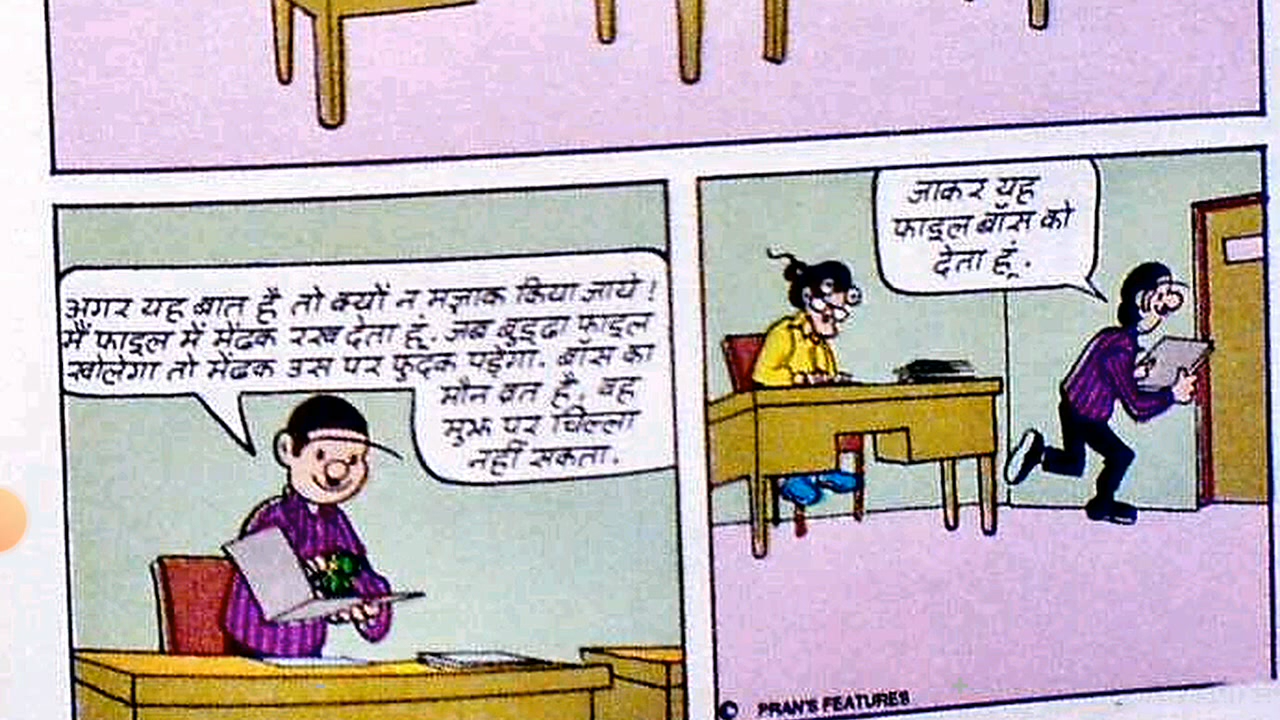 अगर यह बात है तो क्यों न मज़ाक किया जाये!
मैं फाइल में मेंढक रख देता हूं. जब बुड्ढा फाइल
खोलेगा तो मेंढक उस पर फुदक पड़ेगा. बॉस का
मौन व्रत है. वह
मुझ पर चिल्ला
नहीं सकता.
जाकर यह
फाइल बॉस को
देता हूं.
© PRAN'S FEATURES